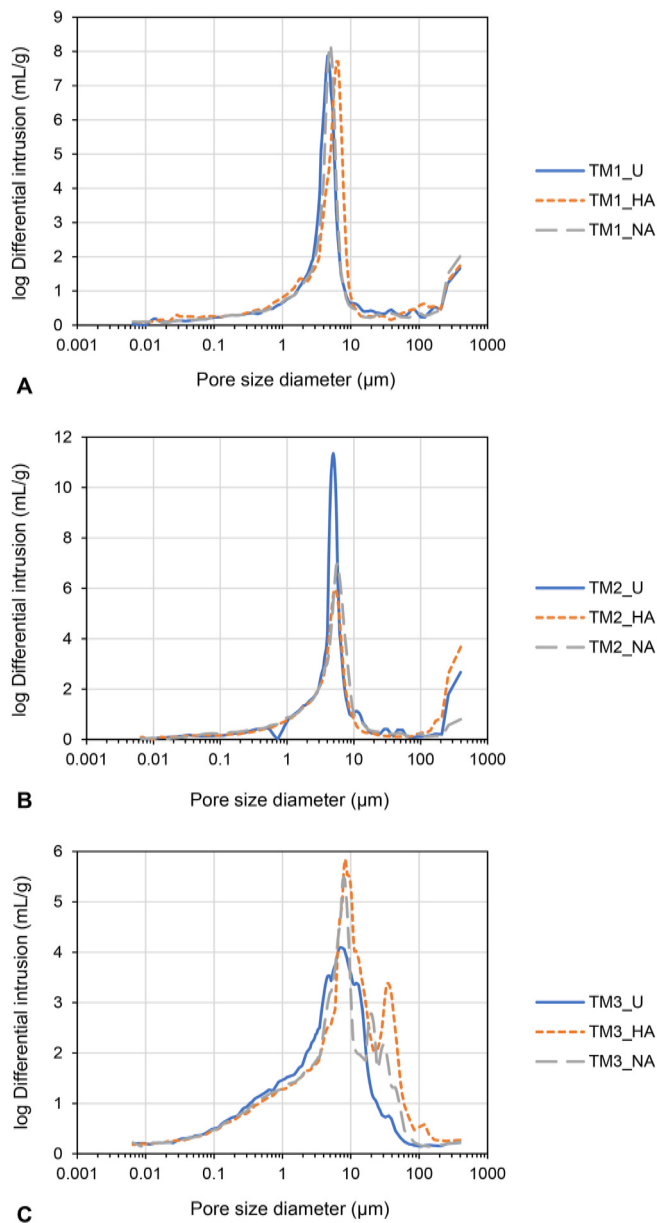 log Differential intrusion (mL/g)
9
8
7
6
5
4
3
2
1
0
0.001 0.01 0.1 1 10 100 1000
Pore size diameter (µm)
A
TM1_U
TM1_HA
TM1_NA
log Differential intrusion (mL/g)
12
10
8
6
4
2
0
0.001 0.01 0.1 1 10 100 1000
Pore size diameter (µm)
B
TM2_U
TM2_HA
TM2_NA
log Differential intrusion (mL/g)
6
5
4
3
2
1
0
0.001 0.01 0.1 1 10 100 1000
Pore size diameter (µm)
C
TM3_U
TM3_HA
TM3_NA